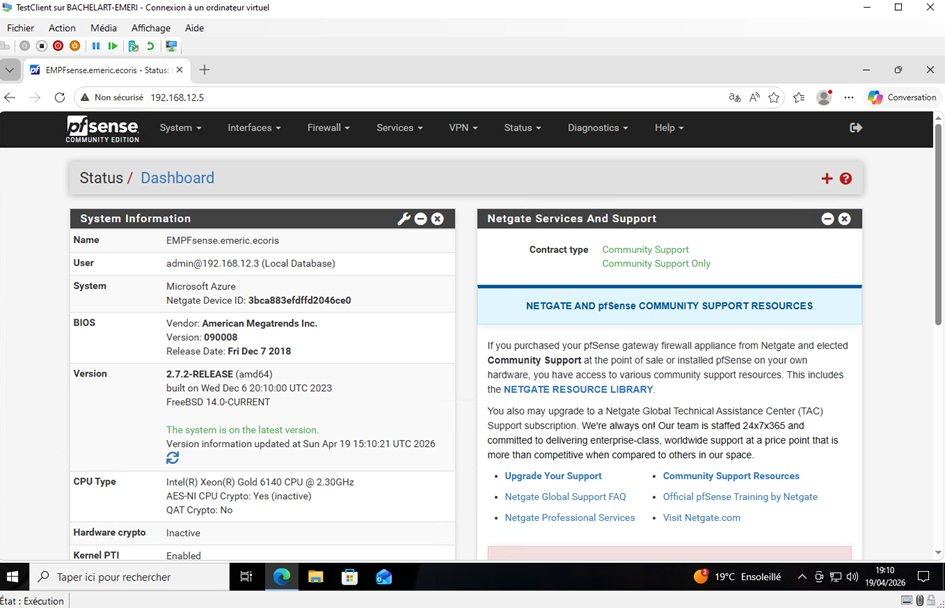 TestClient sur BACHELART-EMERI - Connexion à un ordinateur virtuel
Fichier Action Média Affichage Aide
EMPFsense.emeric.ecoris - Status:
Non sécurisé 192.168.12.5
Conversation
pfsense
COMMUNITY EDITION
System Interfaces Firewall Services VPN Status Diagnostics Help
Status / Dashboard
System Information
Name EMPFsense.emeric.ecoris
User admin@192.168.12.3 (Local Database)
System Microsoft Azure
Netgate Device ID: 3bca883efdffd2046ce0
BIOS Vendor: American Megatrends Inc.
Version: 090008
Release Date: Fri Dec 7 2018
Version 2.7.2-RELEASE (amd64)
built on Wed Dec 6 20:10:00 UTC 2023
FreeBSD 14.0-CURRENT
The system is on the latest version.
Version information updated at Sun Apr 19 15:10:21 UTC 2026
CPU Type Intel(R) Xeon(R) Gold 6140 CPU @ 2.30GHz
AES-NI CPU Crypto: Yes (inactive)
QAT Crypto: No
Hardware crypto Inactive
Kernel PTI Enabled
Netgate Services And Support
Contract type Community Support
Community Support Only
NETGATE AND pfSense COMMUNITY SUPPORT RESOURCES
If you purchased your pfSense gateway firewall appliance from Netgate and elected
Community Support at the point of sale or installed pfSense on your own
hardware, you have access to various community support resources. This includes
the NETGATE RESOURCE LIBRARY.
You also may upgrade to a Netgate Global Technical Assistance Center (TAC)
Support subscription. We're always on! Our team is staffed 24x7x365 and
committed to delivering enterprise-class, worldwide support at a price point that is
more than competitive when compared to others in our space.
• Upgrade Your Support • Community Support Resources
• Netgate Global Support FAQ • Official pfSense Training by Netgate
• Netgate Professional Services • Visit Netgate.com
Taper ici pour rechercher
19°C Ensoleillé
19:10
19/04/2026
État : Exécution